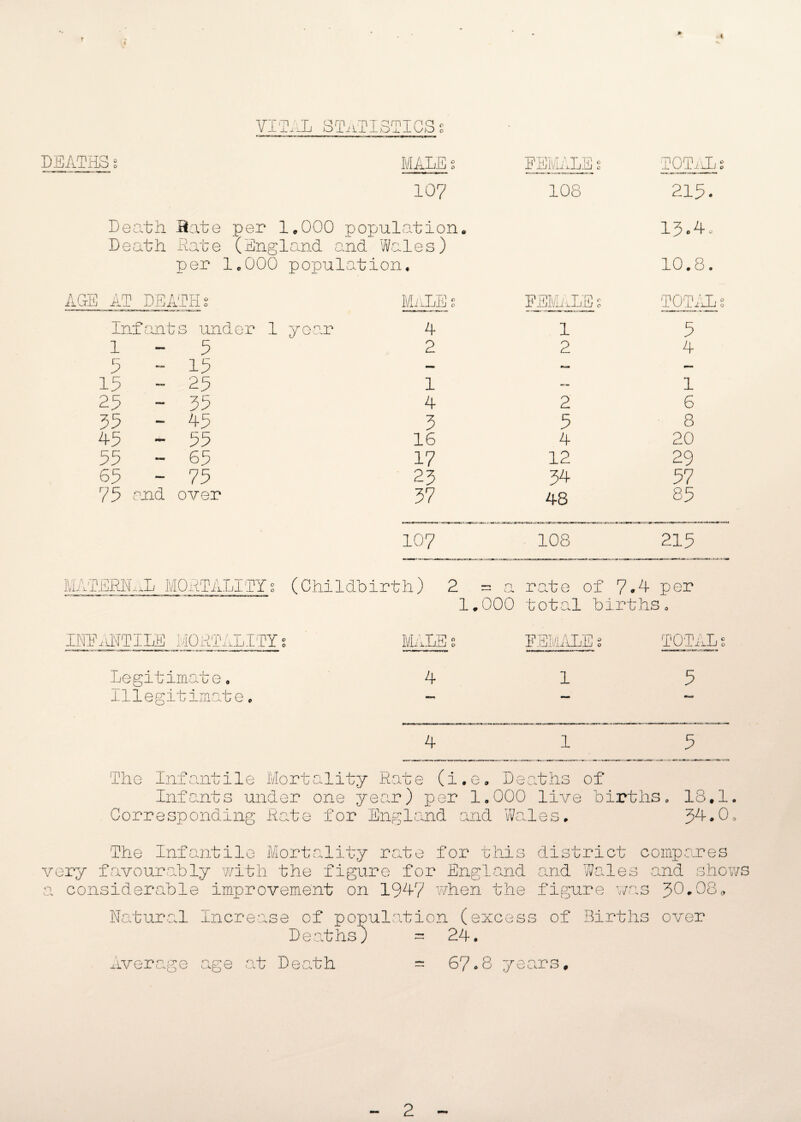 VITAL STATISTICS:
DEATHS: MALE: FEMALE: TOTAL:
107 108 215.
Death Rate per 1,000 population. 13.4.
Death Rate (England and Wales)
per 1.000 population. 10.8.
AGE AT DEATH: MALE: FEMALE: TOTAL:
Infants under 1 year 4 1 5
1 - 5 2 2 4
5 - 15 - - -
15 - 25 1 - 1
25 - 35 4 2 6
35 - 45 3 5 8
45 - 55 16 4 20
55 - 65 17 12 29
65 - 75 23 34 57
75 and over 37 48 85
107 108 215
MATERNAL MORTALITY: (Childbirth) 2 = a rate of 7.4 per
1,000 total births.
INFANTILE MORTALITY: MALE: FEMALE: TOTAL:
Legitimate. 4 1 5
Illegitimate. - - -
4 1 5
The Infantile Mortality Rate (i.e. Deaths of
Infants under one year) per 1.000 live births. 18.1.
Corresponding Rate for England and Wales. 34.0.
The Infantile Mortality rate for this district compares
very favourably with the figure for England and Wales and shows
a considerable improvement on 1947 when the figure was 30.08.
Natural Increase of population (excess of Births over
Deaths) = 24.
Average age at Death = 67.8 years.
- 2 -